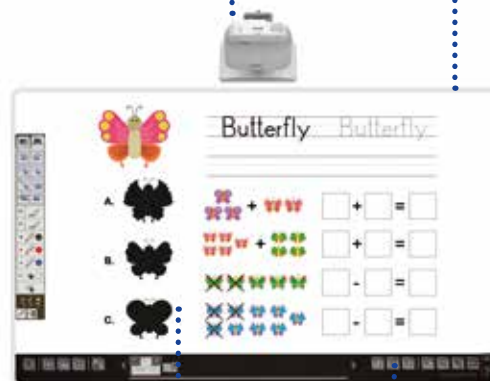 Butterfly Butterfly
A.
+
+ =
B.
+
+ =
- =
C.
- =